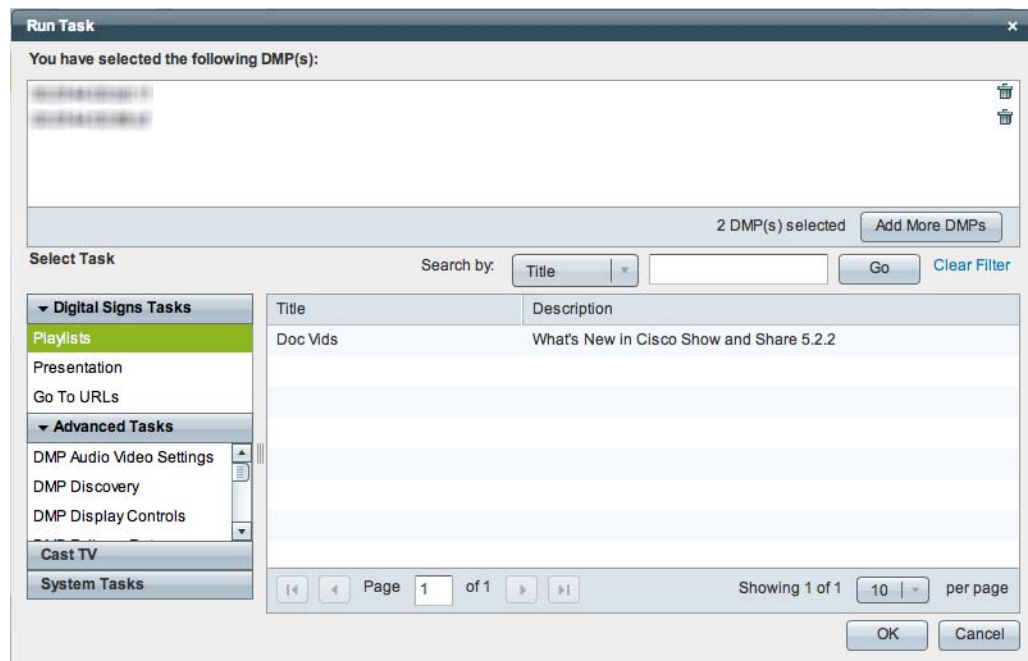 Run Task
You have selected the following DMP(s):
2 DMP(s) selected Add More DMPs
Select Task Search by: Title Go Clear Filter
Digital Signs Tasks
Playlists
Presentation
Go To URLs
Advanced Tasks
DMP Audio Video Settings
DMP Discovery
DMP Display Controls
Cast TV
System Tasks
Title Description
Doc Vids What's New in Cisco Show and Share 5.2.2
Page 1 of 1 Showing 1 of 1 10 per page
OK Cancel